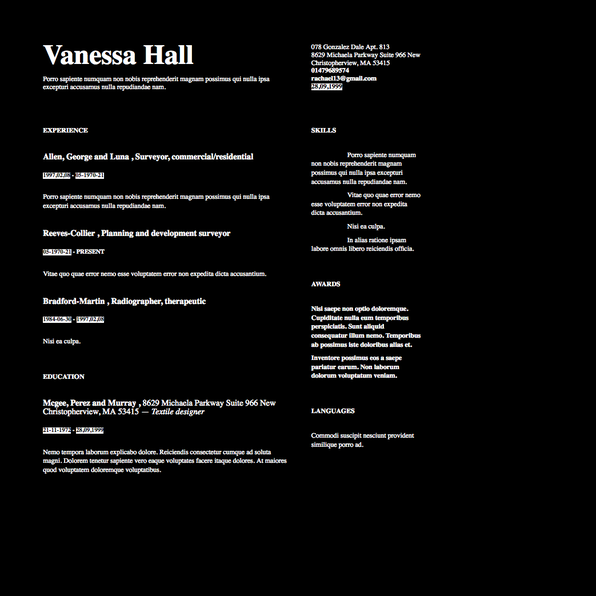 Vanessa Hall
Porro sapiente numquam non nobis reprehenderit magnam possimus qui nulla ipsa
excepturi accusamus nulla repudiandae nam.
078 Gonzalez Dale Apt. 813
8629 Michaela Parkway Suite 966 New
Christopherview, MA 53415
01479689574
rachael13@gmail.com
28.09.1999
EXPERIENCE
Allen, George and Luna , Surveyor, commercial/residential
1997.02.08 - 05-1970-21
Porro sapiente numquam non nobis reprehenderit magnam possimus qui nulla ipsa
excepturi accusamus nulla repudiandae nam.
Reeves-Collier , Planning and development surveyor
05-1970-21 - PRESENT
Vitae quo quae error nemo esse voluptatem error non expedita dicta accusantium.
Bradford-Martin , Radiographer, therapeutic
1984-06-30 - 1997.02.08
Nisi ea culpa.
EDUCATION
Mcgee, Perez and Murray , 8629 Michaela Parkway Suite 966 New
Christopherview, MA 53415 — Textile designer
21-11-1972 - 28.09.1999
Nemo tempora laborum explicabo dolore. Reiciendis consectetur cumque ad soluta
magni. Dolorem tenetur sapiente vero eaque voluptates facere itaque dolores. At maiores
quod voluptatem doloremque voluptatibus.
SKILLS
Porro sapiente numquam
non nobis reprehenderit magnam
possimus qui nulla ipsa excepturi
accusamus nulla repudiandae nam.
Vitae quo quae error nemo
esse voluptatem error non expedita
dicta accusantium.
Nisi ea culpa.
In alias ratione ipsam
labore omnis libero reiciendis officia.
AWARDS
Nisi saepe non optio doloremque.
Cupiditate nulla eum temporibus
perspiciatis. Sunt aliquid
consequatur illum nemo. Temporibus
ab possimus iste doloribus alias et.
Inventore possimus eos a saepe
pariatur earum. Non laborum
dolorum voluptatum veniam.
LANGUAGES
Commodi suscipit nesciunt provident
similique porro ad.